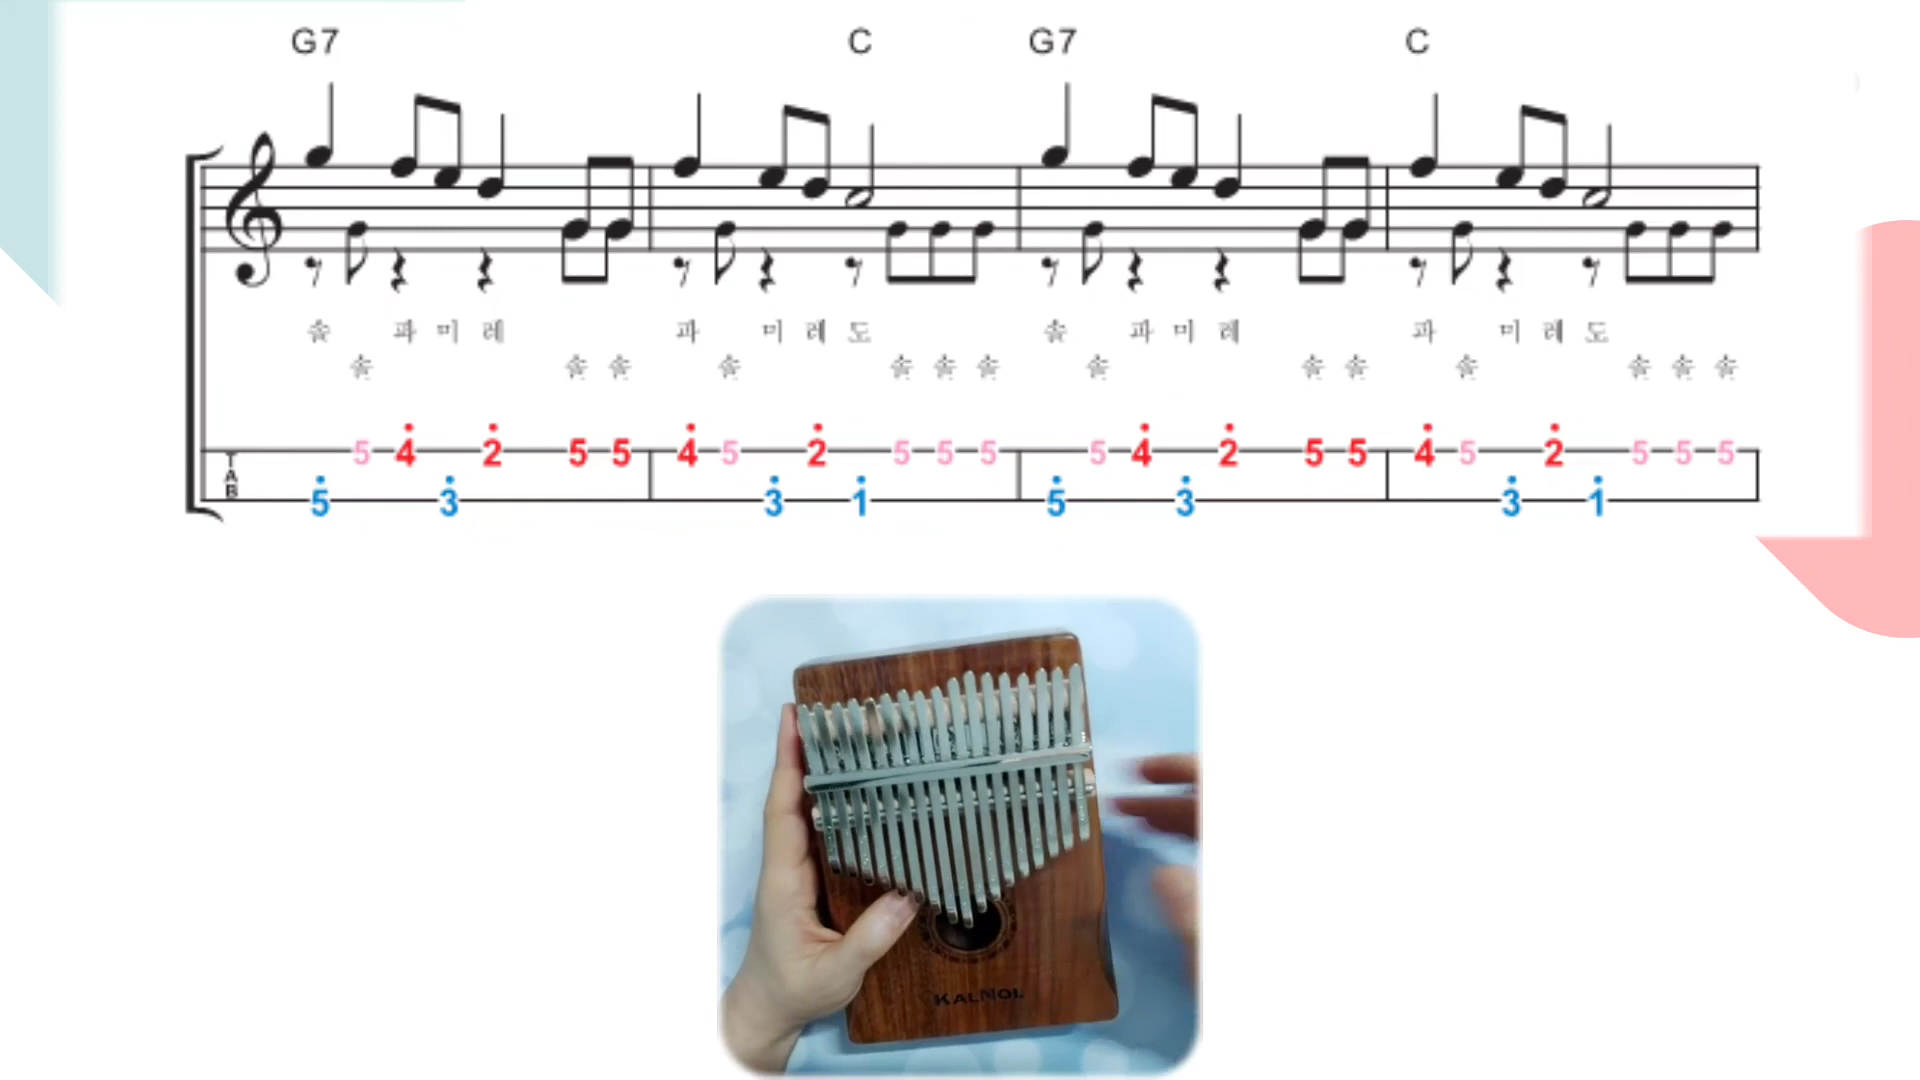 G7 C G7 C
솔 파 미 레 파 미 레 도 솔 파 미 레 파 미 레 도
솔 솔 솔 솔 솔 솔 솔 솔 솔 솔 솔 솔 솔 솔
5 4 2 5 5 4 5 2 5 5 5 5 4 2 5 5 4 5 2 5 5 5
TAB
5 3 3 1 5 3 3 1
KALNOL